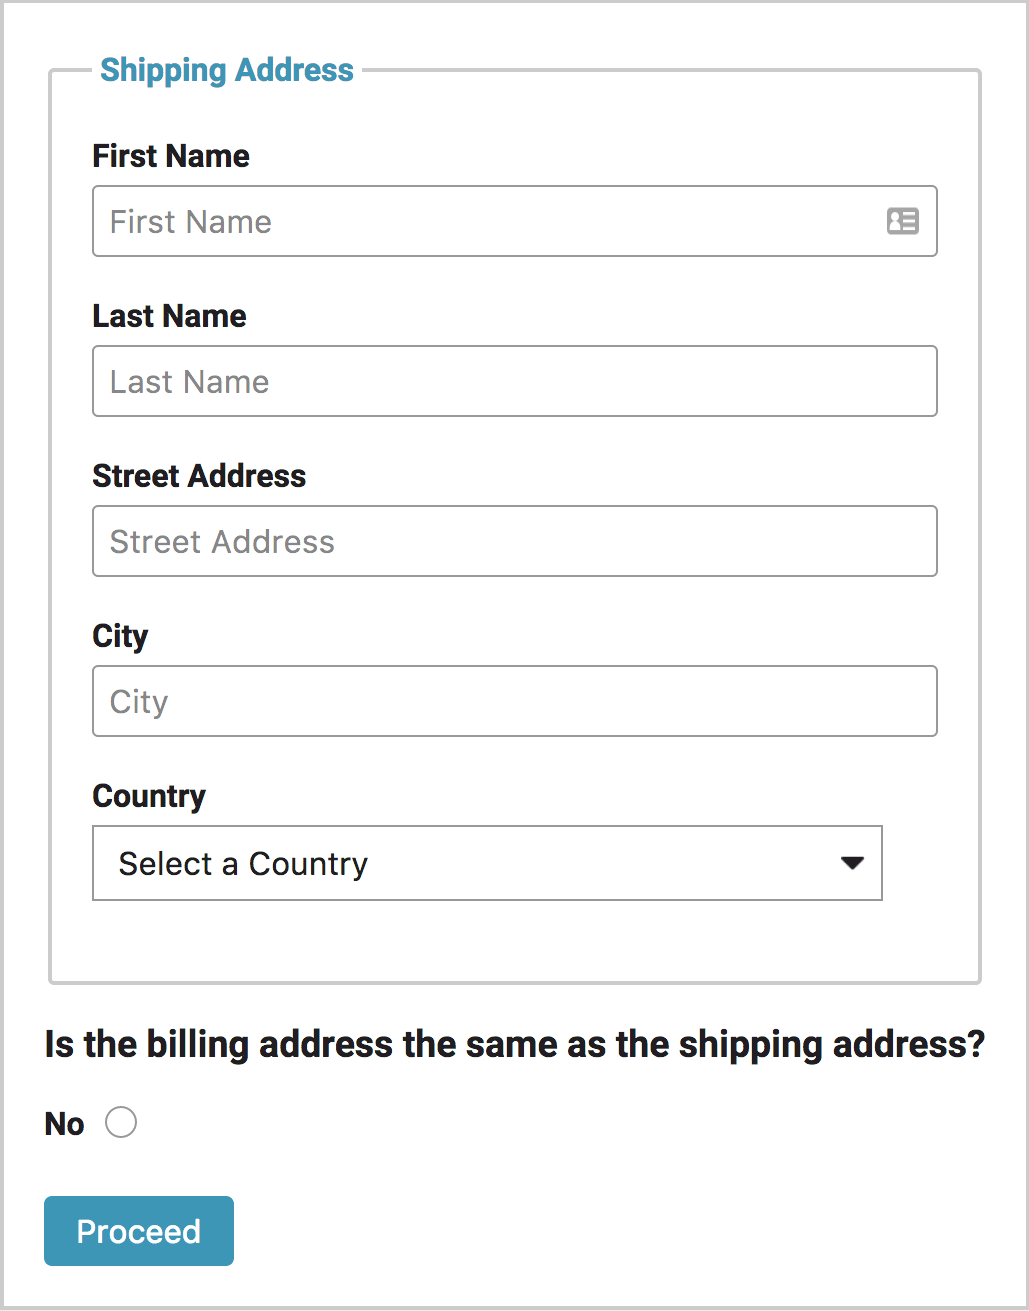 Shipping Address
First Name
First Name
Last Name
Last Name
Street Address
Street Address
City
City
Country
Select a Country
Is the billing address the same as the shipping address?
No
Proceed